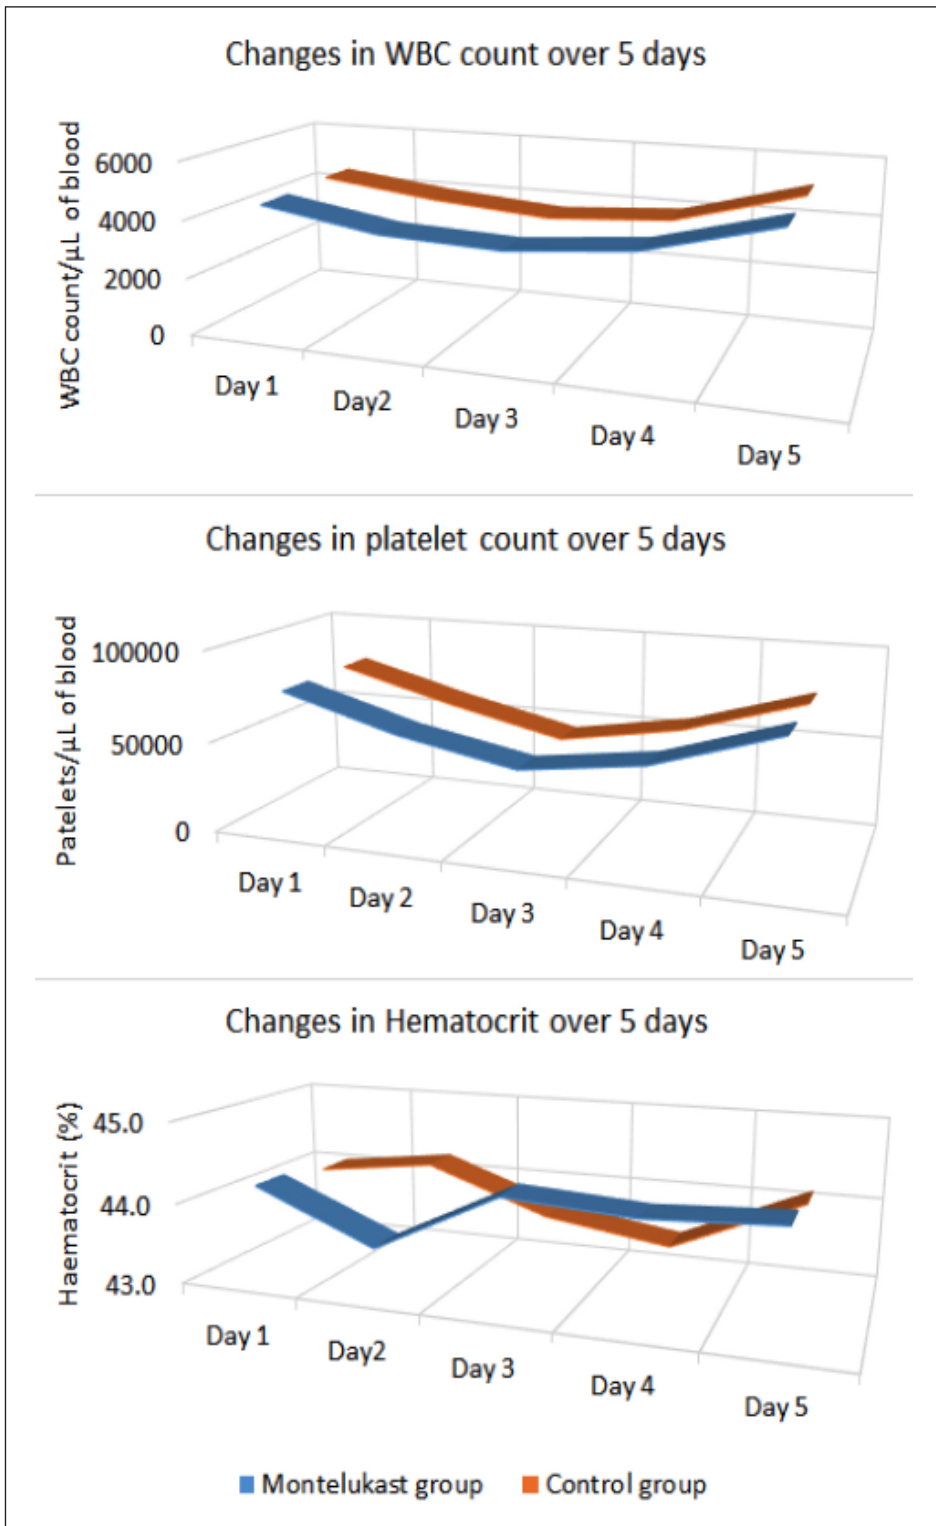 Changes in WBC count over 5 days
WBC count/µL of blood
6000
4000
2000
0
Day 1
Day2
Day 3
Day 4
Day 5
Changes in platelet count over 5 days
Patelets/µL of blood
100000
50000
0
Day 1
Day 2
Day 3
Day 4
Day 5
Changes in Hematocrit over 5 days
Haematocrit (%)
45.0
44.0
43.0
Day 1
Day2
Day 3
Day 4
Day 5
Montelukast group
Control group